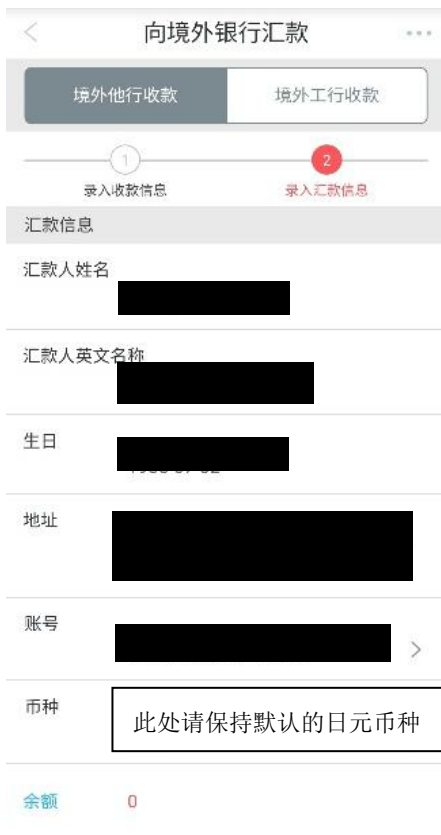 向境外银行汇款
境外他行收款 境外工行收款
1 2
录入收款信息 录入汇款信息
汇款信息
汇款人姓名
汇款人英文名称
生日
地址
账号
币种 此处请保持默认的日元币种
余额 0